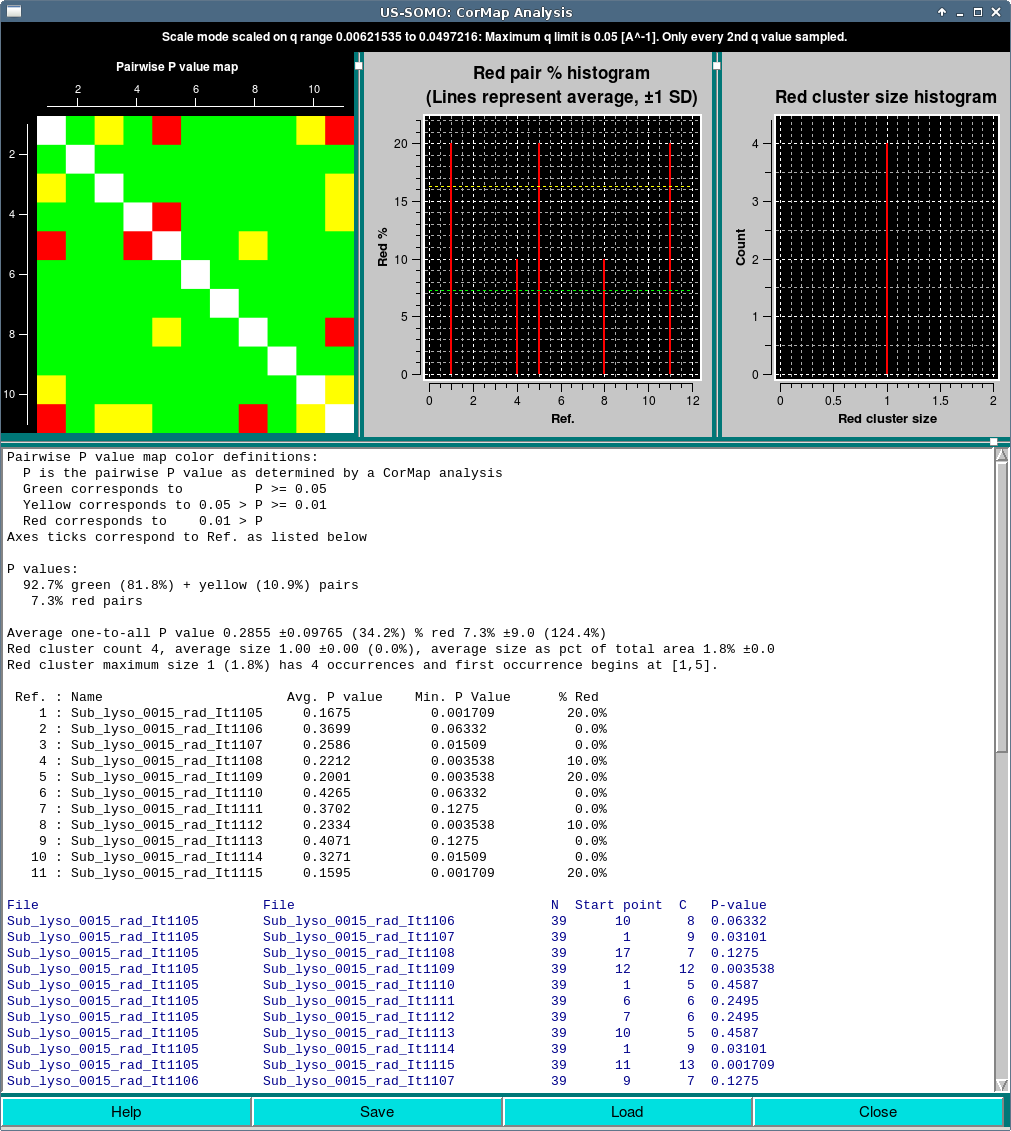 US-SOMO: CorMap Analysis
Scale mode scaled on q range 0.00621535 to 0.0497216: Maximum q limit is 0.05 [A^-1]. Only every 2nd q value sampled.
Pairwise P value map
2 4 6 8 10
2
4
6
8
10
Red pair % histogram
(Lines represent average, ±1 SD)
Red %
20
15
10
5
0
0 2 4 6 8 10 12
Ref.
Red cluster size histogram
Count
4
3
2
1
0
0 0.5 1 1.5 2
Red cluster size
Pairwise P value map color definitions:
P is the pairwise P value as determined by a CorMap analysis
Green corresponds to P >= 0.05
Yellow corresponds to 0.05 > P >= 0.01
Red corresponds to 0.01 > P
Axes ticks correspond to Ref. as listed below
P values:
92.7% green (81.8%) + yellow (10.9%) pairs
7.3% red pairs
Average one-to-all P value 0.2855 ±0.09765 (34.2%) % red 7.3% ±9.0 (124.4%)
Red cluster count 4, average size 1.00 ±0.00 (0.0%), average size as pct of total area 1.8% ±0.0
Red cluster maximum size 1 (1.8%) has 4 occurrences and first occurrence begins at [1,5].
Ref. : Name Avg. P value Min. P Value % Red
1 : Sub_lyso_0015_rad_It1105 0.1675 0.001709 20.0%
2 : Sub_lyso_0015_rad_It1106 0.3699 0.06332 0.0%
3 : Sub_lyso_0015_rad_It1107 0.2586 0.01509 0.0%
4 : Sub_lyso_0015_rad_It1108 0.2212 0.003538 10.0%
5 : Sub_lyso_0015_rad_It1109 0.2001 0.003538 20.0%
6 : Sub_lyso_0015_rad_It1110 0.4265 0.06332 0.0%
7 : Sub_lyso_0015_rad_It1111 0.3702 0.1275 0.0%
8 : Sub_lyso_0015_rad_It1112 0.2334 0.003538 10.0%
9 : Sub_lyso_0015_rad_It1113 0.4071 0.1275 0.0%
10 : Sub_lyso_0015_rad_It1114 0.3271 0.01509 0.0%
11 : Sub_lyso_0015_rad_It1115 0.1595 0.001709 20.0%
File File N Start point C P-value
Sub_lyso_0015_rad_It1105 Sub_lyso_0015_rad_It1106 39 10 8 0.06332
Sub_lyso_0015_rad_It1105 Sub_lyso_0015_rad_It1107 39 1 9 0.03101
Sub_lyso_0015_rad_It1105 Sub_lyso_0015_rad_It1108 39 17 7 0.1275
Sub_lyso_0015_rad_It1105 Sub_lyso_0015_rad_It1109 39 12 12 0.003538
Sub_lyso_0015_rad_It1105 Sub_lyso_0015_rad_It1110 39 1 5 0.4587
Sub_lyso_0015_rad_It1105 Sub_lyso_0015_rad_It1111 39 6 6 0.2495
Sub_lyso_0015_rad_It1105 Sub_lyso_0015_rad_It1112 39 7 6 0.2495
Sub_lyso_0015_rad_It1105 Sub_lyso_0015_rad_It1113 39 10 5 0.4587
Sub_lyso_0015_rad_It1105 Sub_lyso_0015_rad_It1114 39 1 9 0.03101
Sub_lyso_0015_rad_It1105 Sub_lyso_0015_rad_It1115 39 11 13 0.001709
Sub_lyso_0015_rad_It1106 Sub_lyso_0015_rad_It1107 39 9 7 0.1275
Help Save Load Close